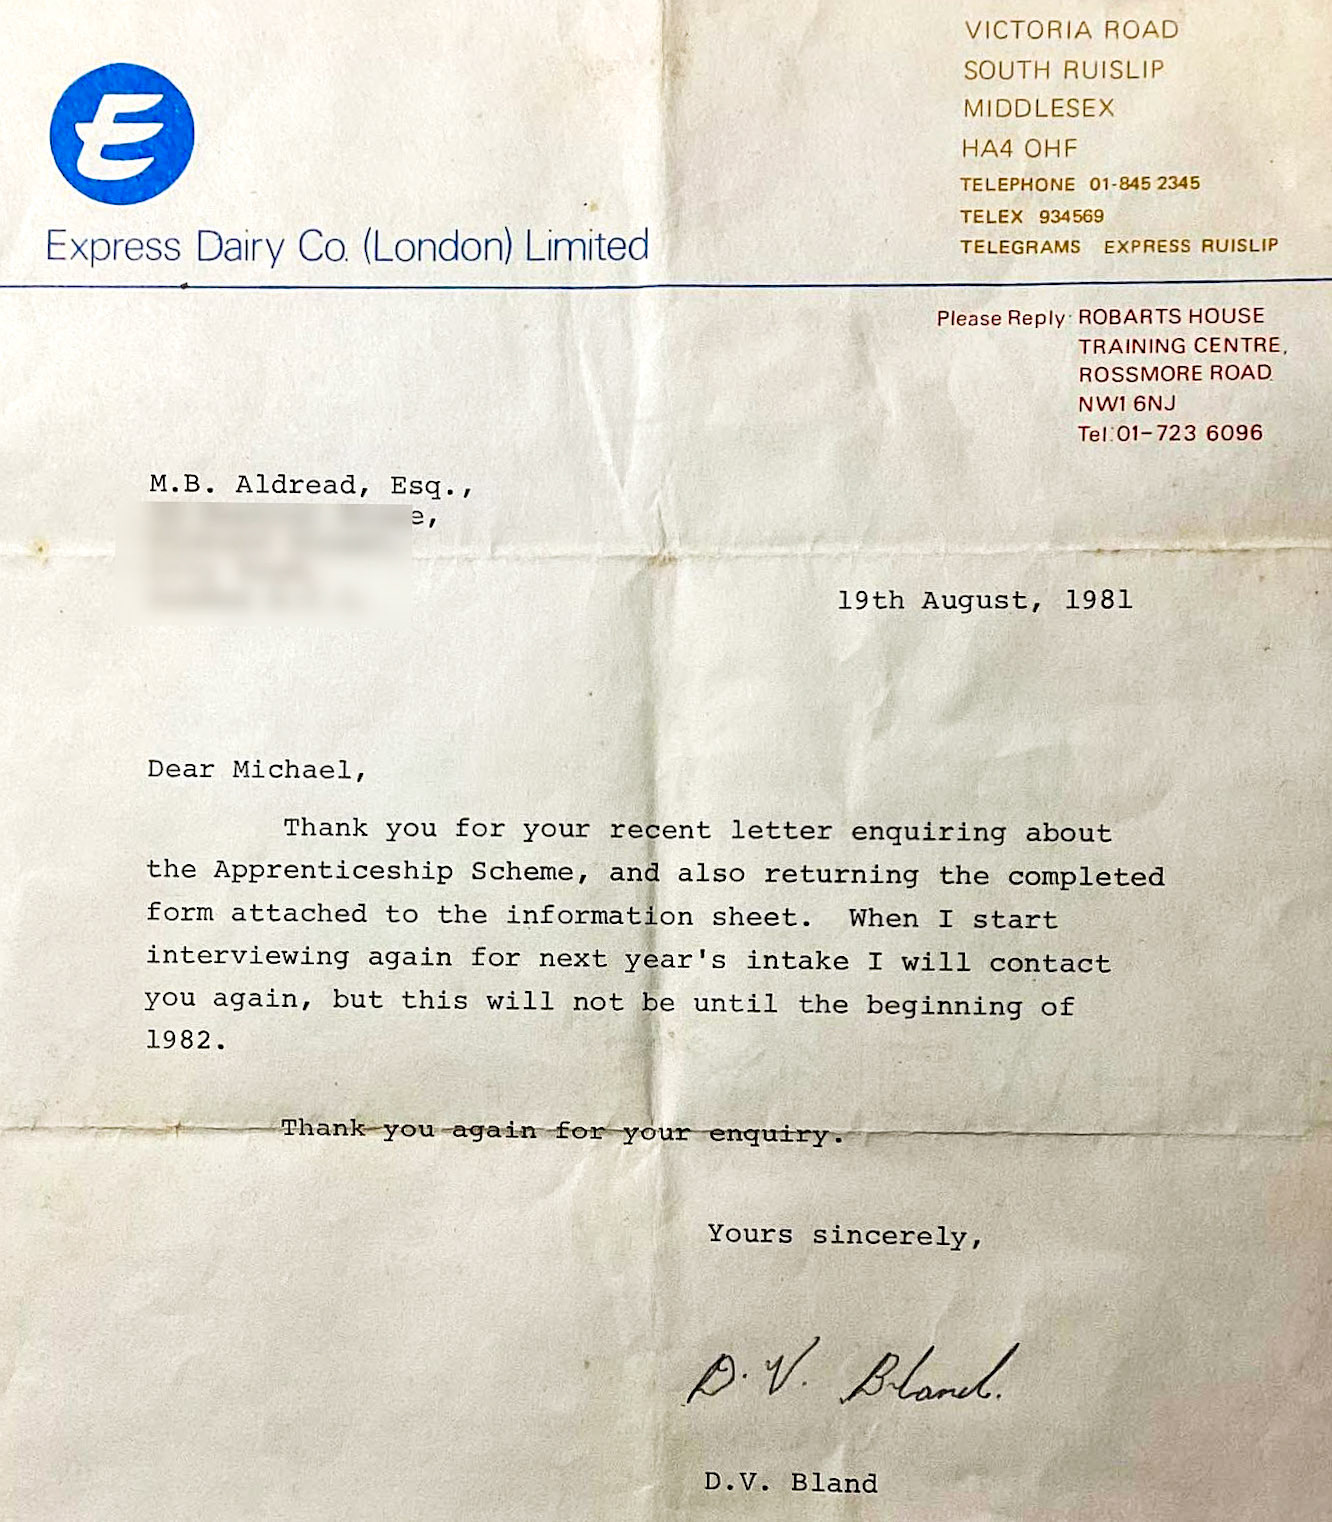 E
Express Dairy Co. (London) Limited
VICTORIA ROAD
SOUTH RUISLIP
MIDDLESEX
HA4 OHF
TELEPHONE 01-845 2345
TELEX 934569
TELEGRAMS EXPRESS RUISLIP
Please Reply: ROBARTS HOUSE
TRAINING CENTRE,
ROSSMORE ROAD.
NW1 6NJ
Tel:01-723 6096
M.B. Aldread, Esq.,
19th August, 1981
Dear Michael,
Thank you for your recent letter enquiring about
the Apprenticeship Scheme, and also returning the completed
form attached to the information sheet. When I start
interviewing again for next year's intake I will contact
you again, but this will not be until the beginning of
1982.
Thank you again for your enquiry.
Yours sincerely,
D. V. Bland.
D.V. Bland